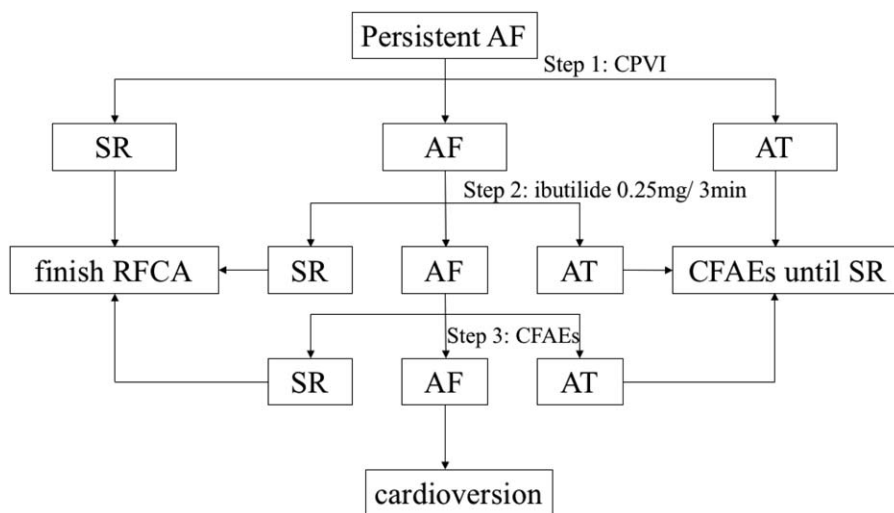 Persistent AF
Step 1: CPVI
SR
AF
AT
Step 2: ibutilide 0.25mg/ 3min
finish RFCA
SR
AF
AT
CFAEs until SR
Step 3: CFAEs
SR
AF
AT
cardioversion